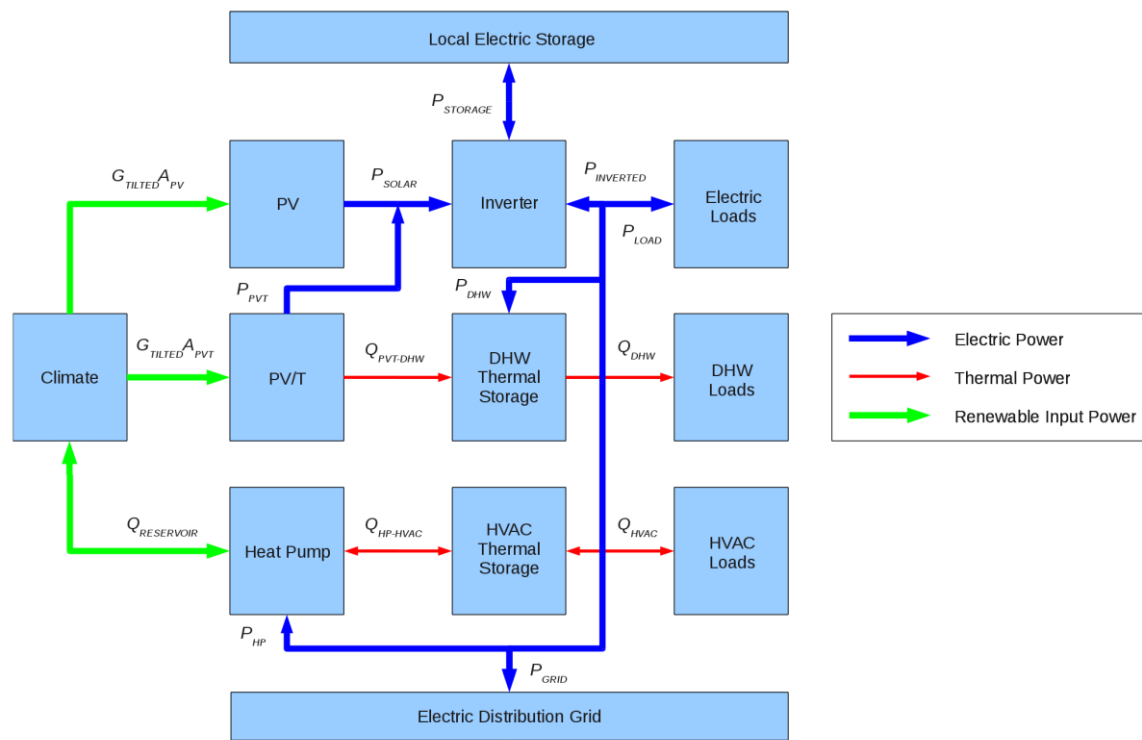 Local Electric Storage
P_STORAGE
G_TILTED A_PV
PV
P_SOLAR
Inverter
P_INVERTED
P_LOAD
Electric
Loads
P_PVT
P_DHW
Climate
G_TILTED A_PVT
PV/T
Q_PVT-DHW
DHW
Thermal
Storage
Q_DHW
DHW
Loads
Electric Power
Thermal Power
Renewable Input Power
Q_RESERVOIR
Heat Pump
Q_HP-HVAC
HVAC
Thermal
Storage
Q_HVAC
HVAC
Loads
P_HP
P_GRID
Electric Distribution Grid